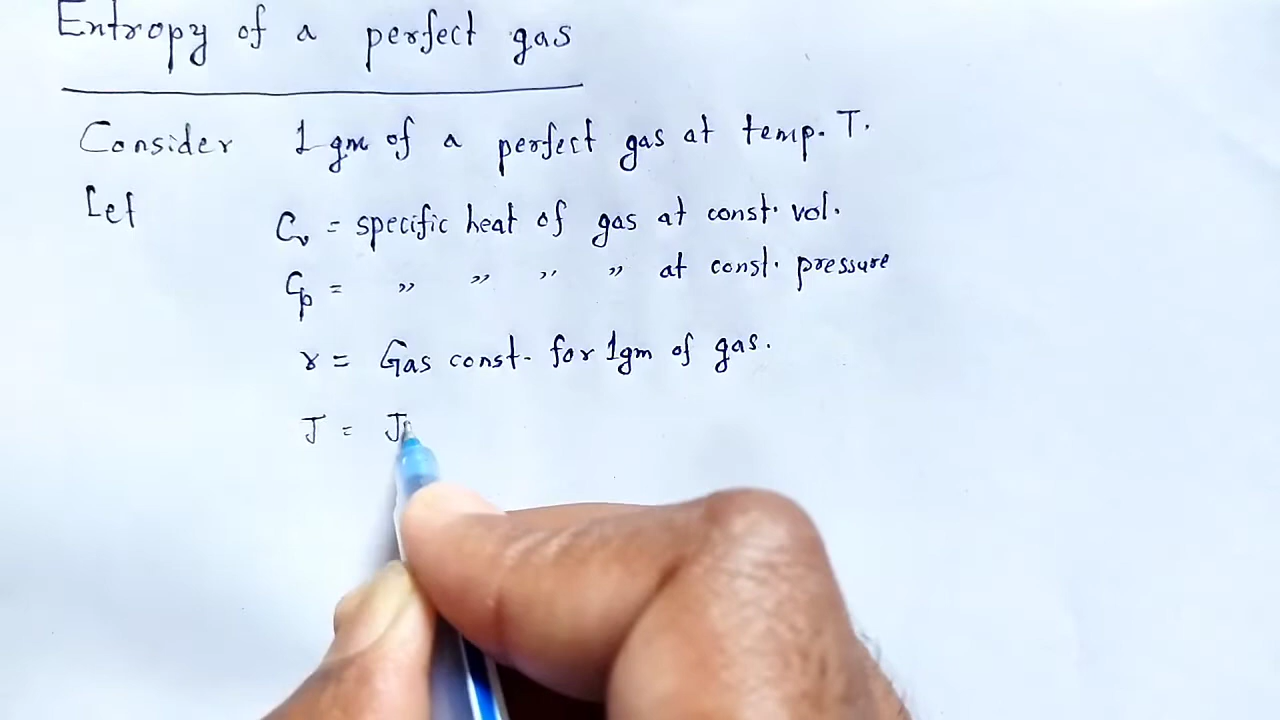 Entropy of a perfect gas
Consider 1 gm of a perfect gas at temp. T.
Let
Cv = specific heat of gas at const. vol.
Cp = ,, ,, ,, ,, at const. pressure
r = Gas const. for 1gm of gas.
J = J